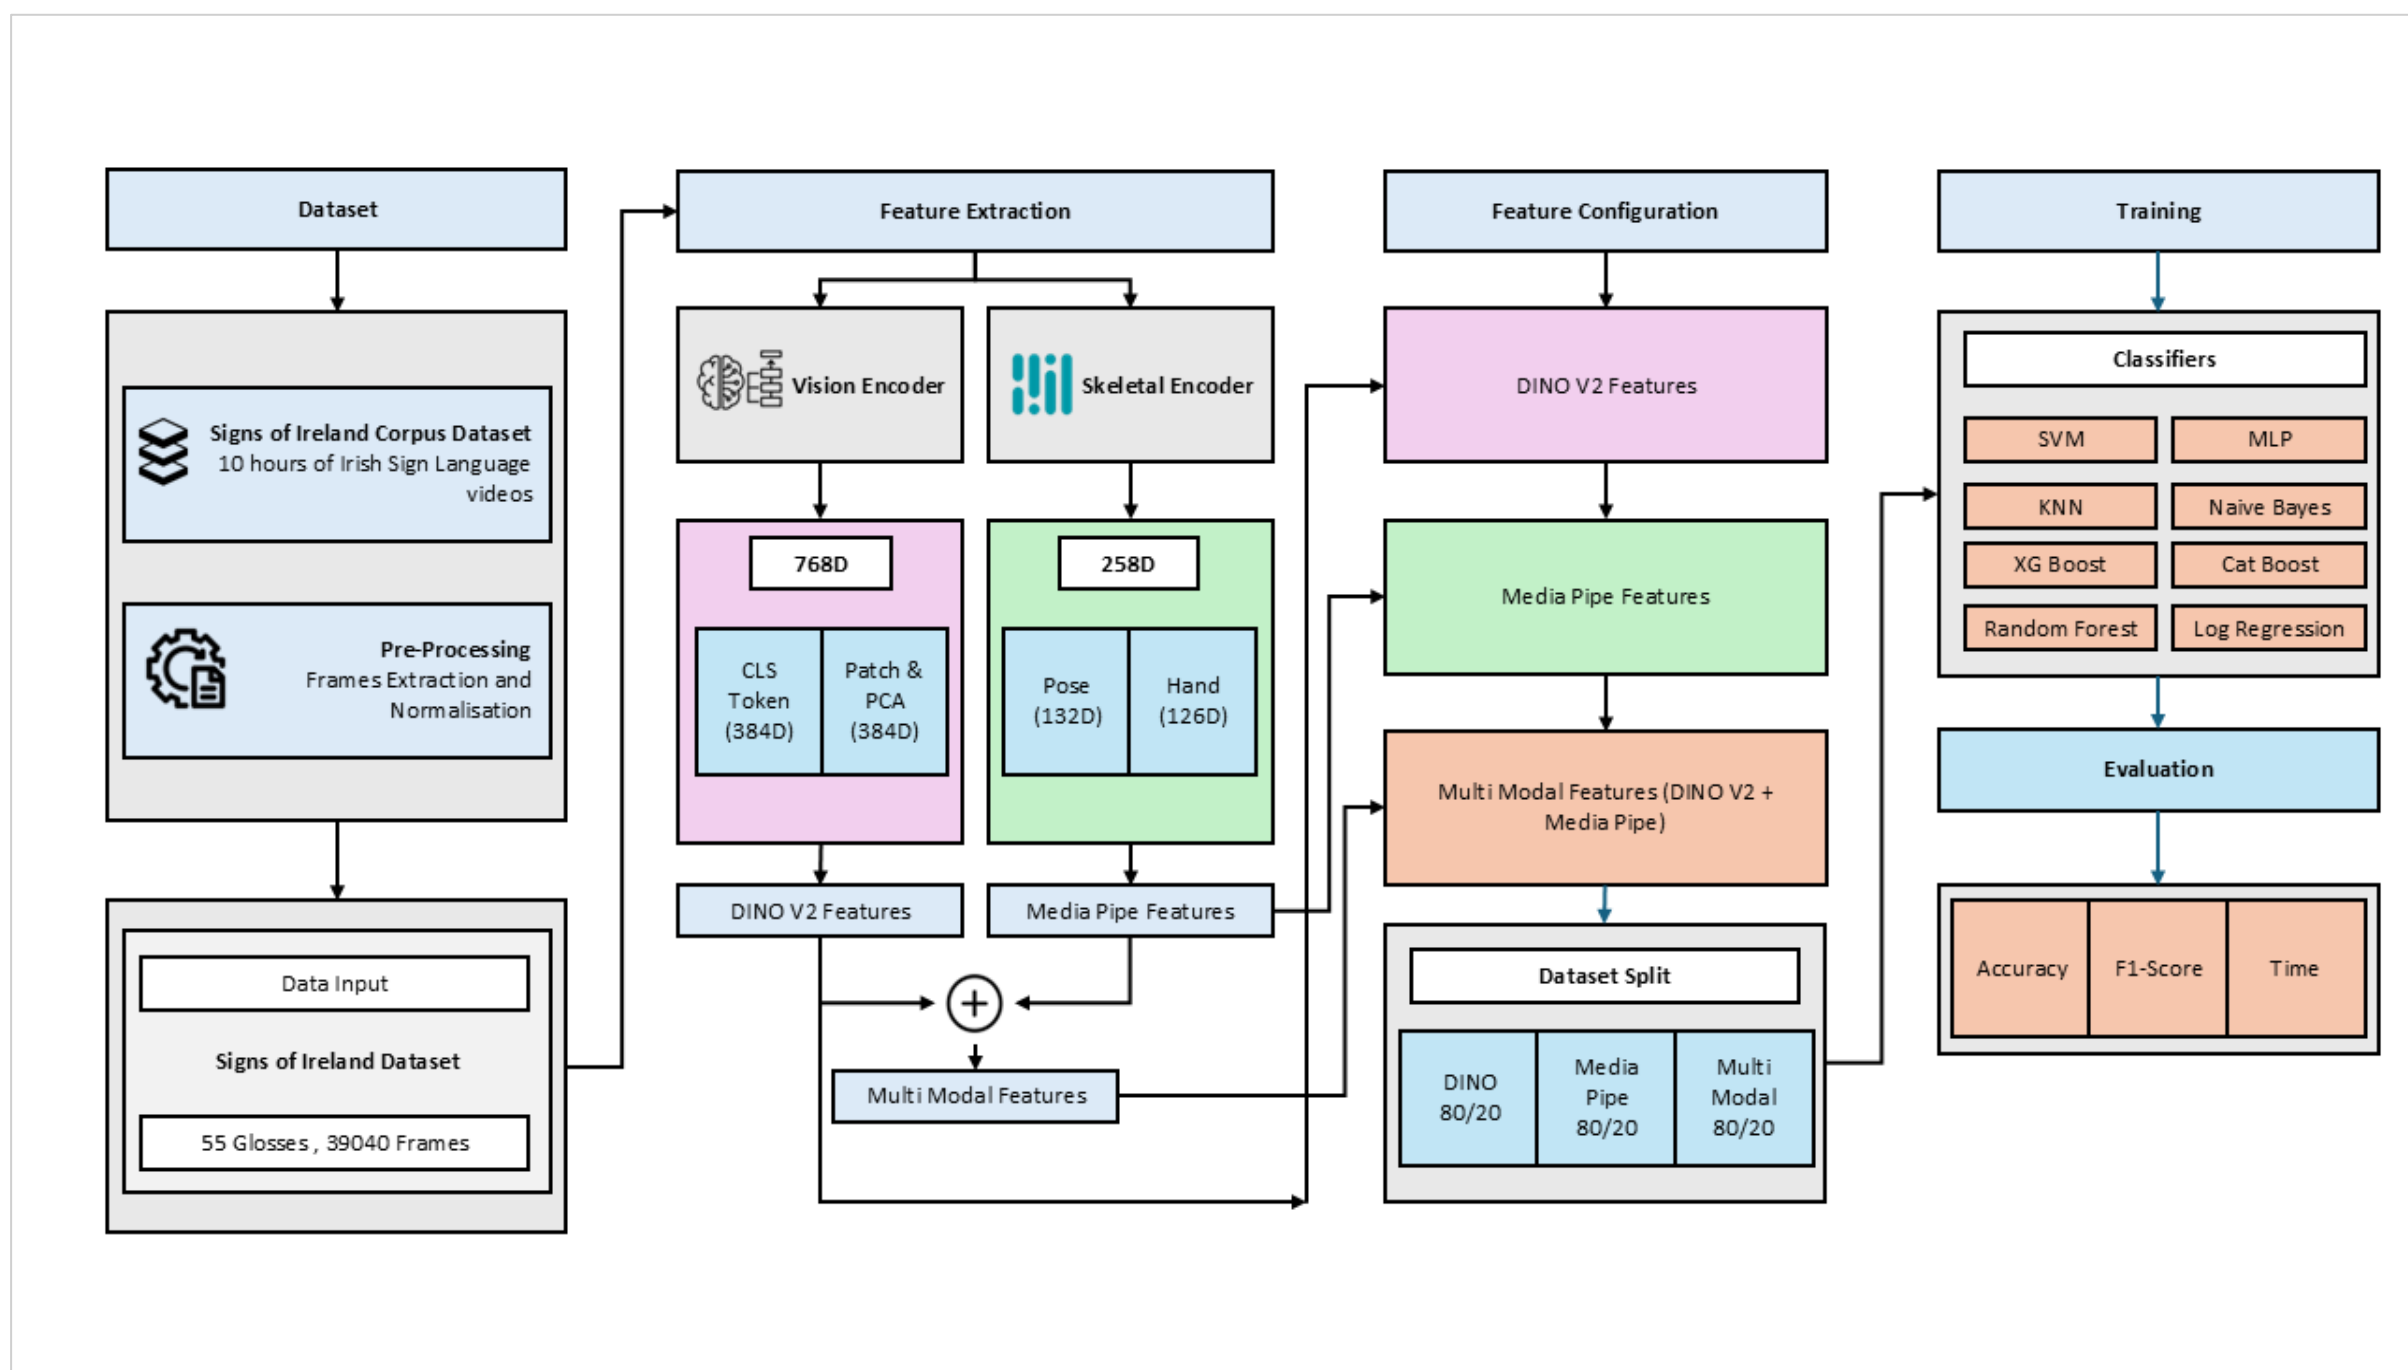 Dataset
Signs of Ireland Corpus Dataset
10 hours of Irish Sign Language
videos
Pre-Processing
Frames Extraction and
Normalisation
Data Input
Signs of Ireland Dataset
55 Glosses , 39040 Frames
Feature Extraction
Vision Encoder
Skeletal Encoder
768D
CLS
Token
(384D)
Patch &
PCA
(384D)
258D
Pose
(132D)
Hand
(126D)
DINO V2 Features
Media Pipe Features
Multi Modal Features
Feature Configuration
DINO V2 Features
Media Pipe Features
Multi Modal Features (DINO V2 +
Media Pipe)
Dataset Split
DINO
80/20
Media
Pipe
80/20
Multi
Modal
80/20
Training
Classifiers
SVM
MLP
KNN
Naive Bayes
XG Boost
Cat Boost
Random Forest
Log Regression
Evaluation
Accuracy
F1-Score
Time